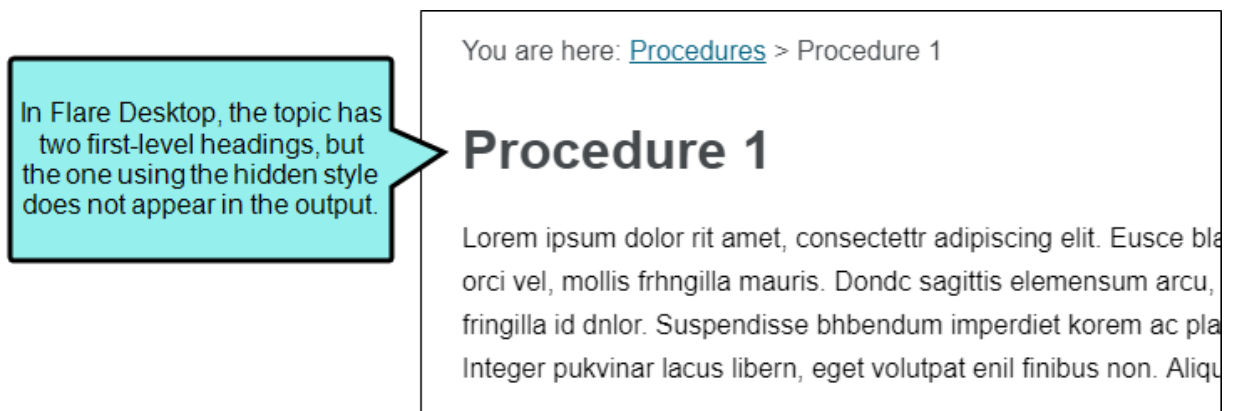 You are here: Procedures > Procedure 1
In Flare Desktop, the topic has
two first-level headings, but
the one using the hidden style
does not appear in the output.
Procedure 1
Lorem ipsum dolor rit amet, consectettr adipiscing elit. Eusce bla
orci vel, mollis frhngilla mauris. Dondc sagittis elemensum arcu,
fringilla id dnlor. Suspendisse bhbendum imperdiet korem ac pla
Integer pukvinar lacus libern, eget volutpat enil finibus non. Aliqu